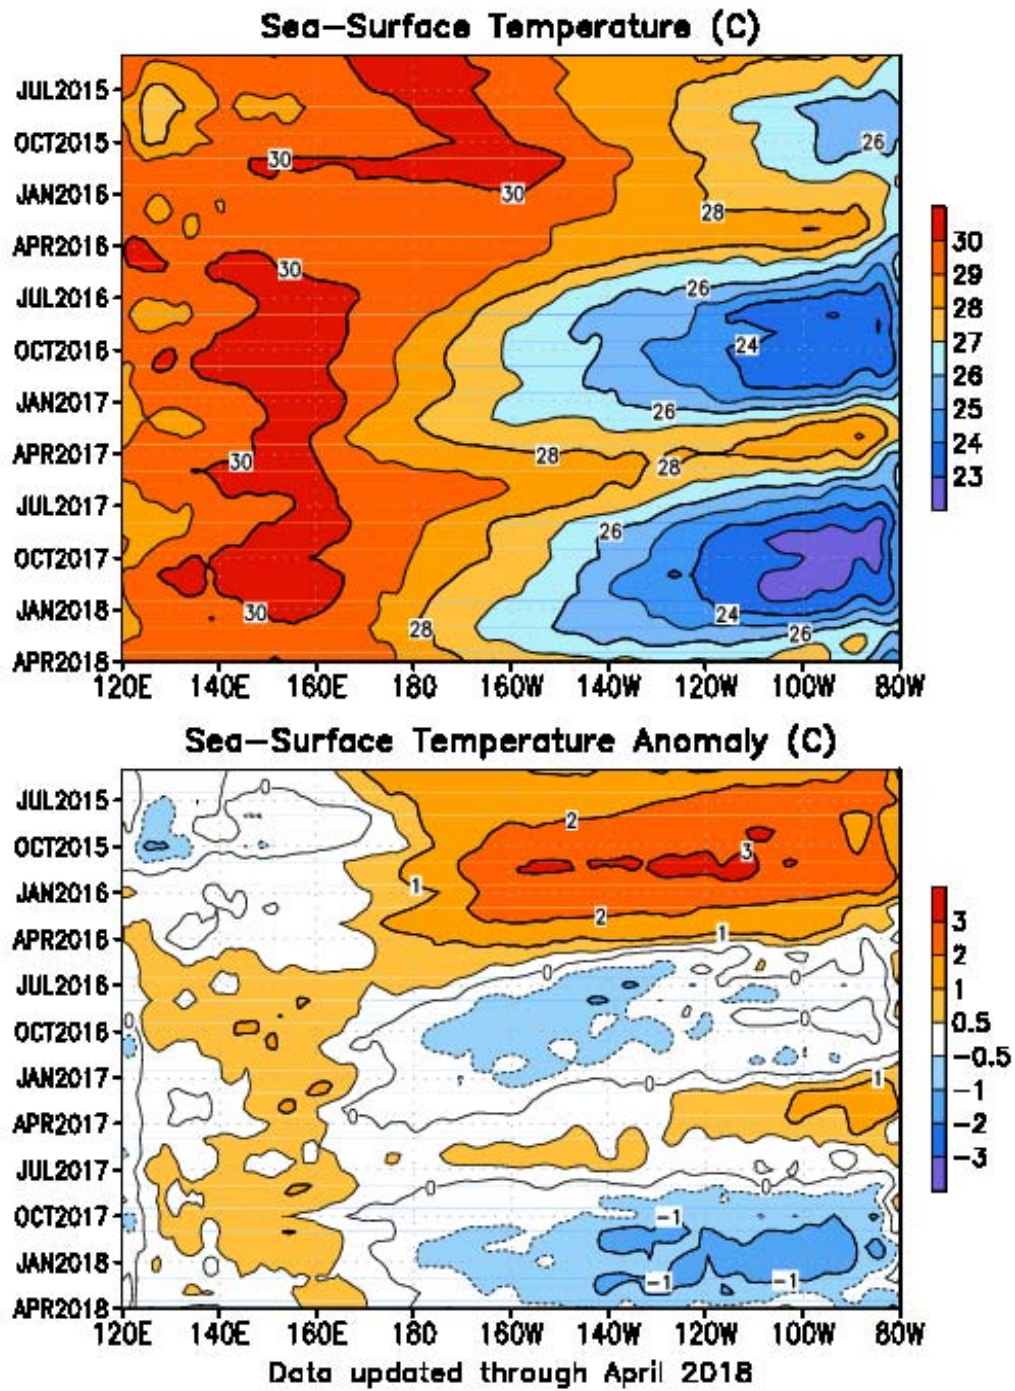 Sea-Surface Temperature (C)
JUL2015
OCT2015
JAN2016
APR2016
JUL2016
OCT2016
JAN2017
APR2017
JUL2017
OCT2017
JAN2018
APR2018
26
30
30
28
30
26
24
26
30
28
28
26
30
24
28
26
120E 140E 160E 180 160W 140W 120W 100W 80W
30
29
28
27
26
25
24
23
Sea-Surface Temperature Anomaly (C)
JUL2015
OCT2015
JAN2016
APR2016
JUL2016
OCT2016
JAN2017
APR2017
JUL2017
OCT2017
JAN2018
APR2018
0
2
3
1
2
1
0
0
0
0
0
1
0
0
0
-1
-1
-1
120E 140E 160E 180 160W 140W 120W 100W 80W
3
2
1
0.5
-0.5
-1
-2
-3
Data updated through April 2018